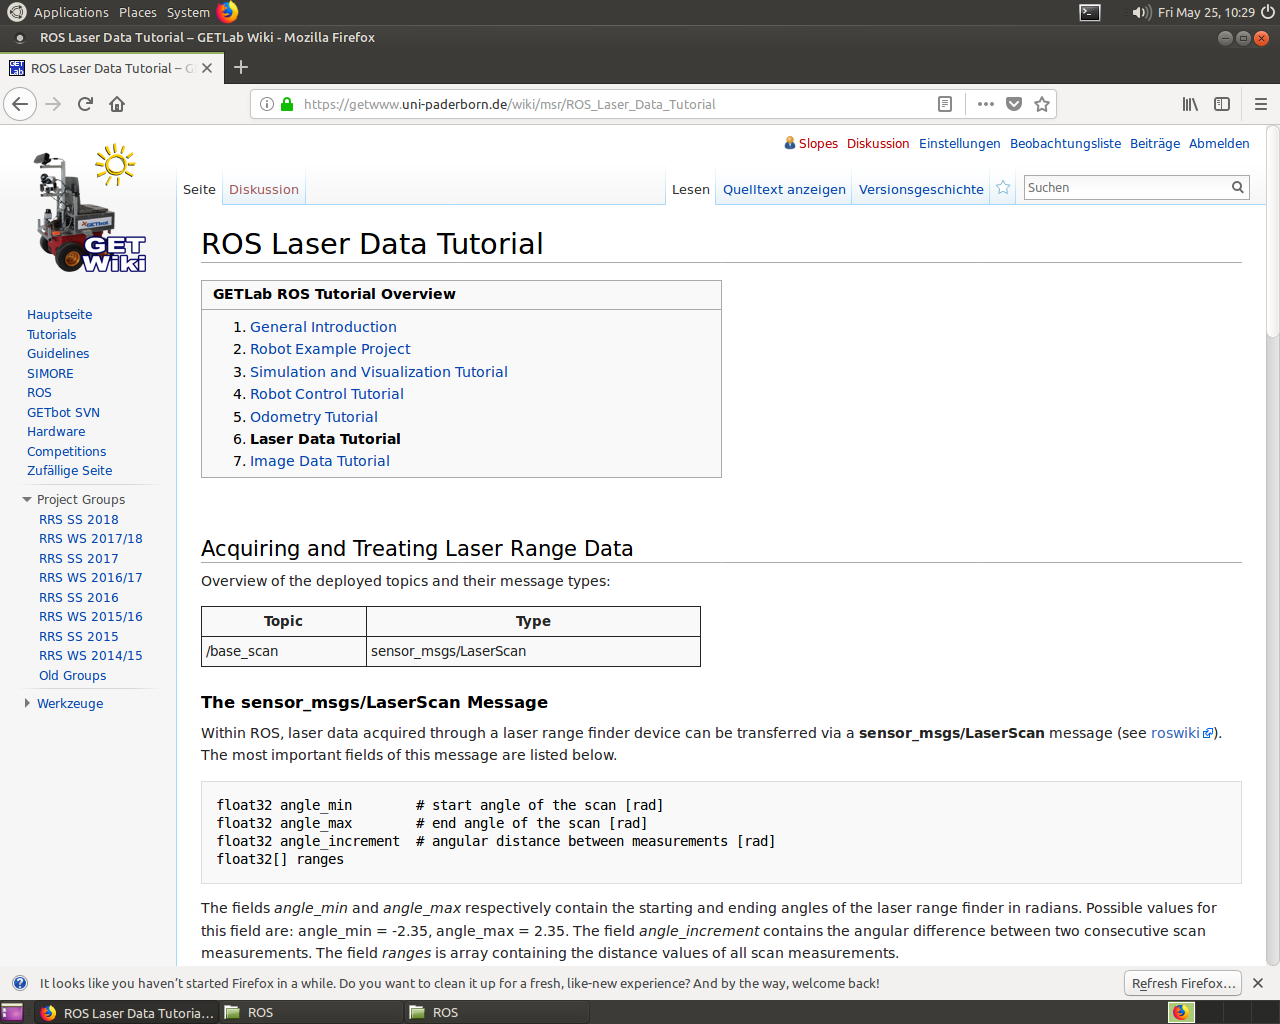 Applications Places System
Fri May 25, 10:29
ROS Laser Data Tutorial – GETLab Wiki - Mozilla Firefox
GET Lab
ROS Laser Data Tutorial – G
https://getwww.uni-paderborn.de/wiki/msr/ROS_Laser_Data_Tutorial
Slopes Diskussion Einstellungen Beobachtungsliste Beiträge Abmelden
Seite Diskussion
Lesen Quelltext anzeigen Versionsgeschichte
Suchen
GETbot
GET
Wiki
Hauptseite
Tutorials
Guidelines
SIMORE
ROS
GETbot SVN
Hardware
Competitions
Zufällige Seite
Project Groups
RRS SS 2018
RRS WS 2017/18
RRS SS 2017
RRS WS 2016/17
RRS SS 2016
RRS WS 2015/16
RRS SS 2015
RRS WS 2014/15
Old Groups
Werkzeuge
ROS Laser Data Tutorial
GETLab ROS Tutorial Overview
1. General Introduction
2. Robot Example Project
3. Simulation and Visualization Tutorial
4. Robot Control Tutorial
5. Odometry Tutorial
6. Laser Data Tutorial
7. Image Data Tutorial
Acquiring and Treating Laser Range Data
Overview of the deployed topics and their message types:
Topic Type
/base_scan sensor_msgs/LaserScan
The sensor_msgs/LaserScan Message
Within ROS, laser data acquired through a laser range finder device can be transferred via a sensor_msgs/LaserScan message (see roswiki).
The most important fields of this message are listed below.
float32 angle_min        # start angle of the scan [rad]
float32 angle_max        # end angle of the scan [rad]
float32 angle_increment  # angular distance between measurements [rad]
float32[] ranges
The fields angle_min and angle_max respectively contain the starting and ending angles of the laser range finder in radians. Possible values for
this field are: angle_min = -2.35, angle_max = 2.35. The field angle_increment contains the angular difference between two consecutive scan
measurements. The field ranges is array containing the distance values of all scan measurements.
It looks like you haven't started Firefox in a while. Do you want to clean it up for a fresh, like-new experience? And by the way, welcome back!
Refresh Firefox…
ROS Laser Data Tutoria…
ROS
ROS